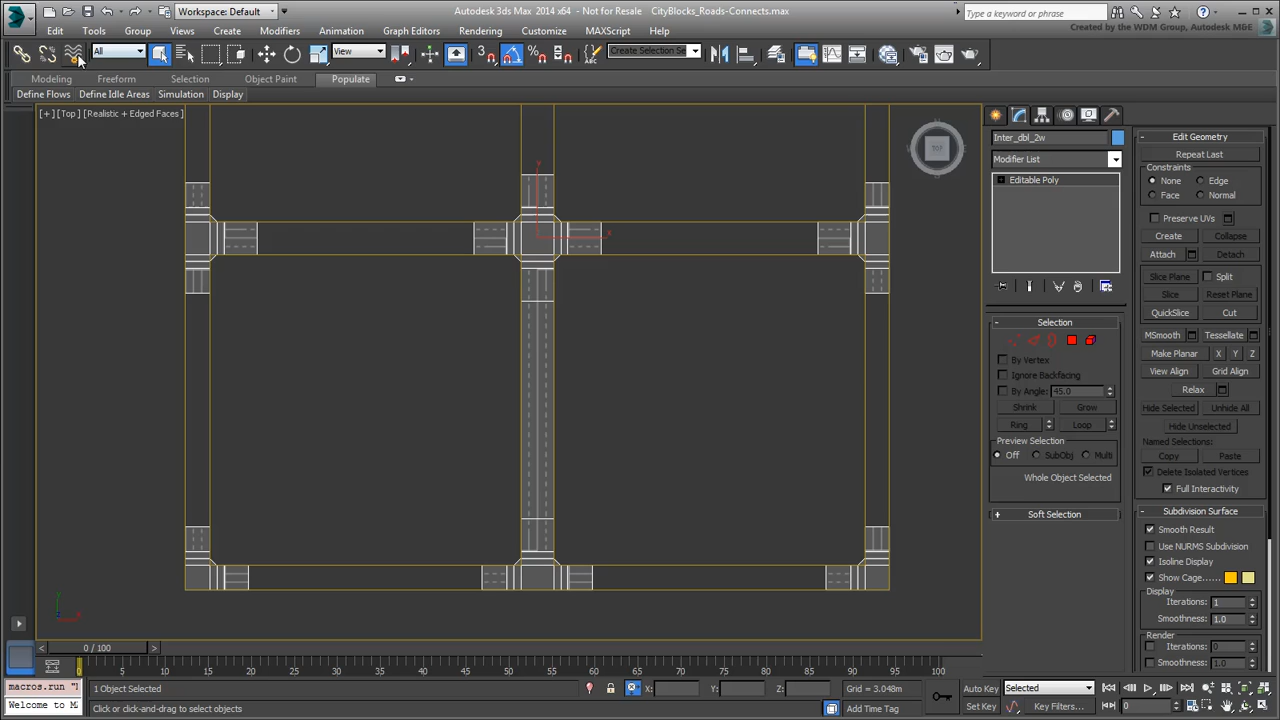 Workspace: Default
Autodesk 3ds Max 2014 x64 - Not for Resale CityBlocks_Roads-Connects.max
Type a keyword or phrase
Created by the WDM Group, Autodesk M&E
Edit Tools Group Views Create Modifiers Animation Graph Editors Rendering Customize MAXScript Help
All View Create Selection Se
Modeling Freeform Selection Object Paint Populate
Define Flows Define Idle Areas Simulation Display
[+] [Top] [Realistic + Edged Faces]
TOP
y
x
Inter_dbl_2w
Modifier List
Editable Poly
Selection
By Vertex
Ignore Backfacing
By Angle: 45.0
Shrink Grow
Ring Loop
Preview Selection
Off SubObj Multi
Whole Object Selected
Soft Selection
Edit Geometry
Repeat Last
Constraints
None Edge
Face Normal
Preserve UVs
Create Collapse
Attach Detach
Slice Plane Split
Slice Reset Plane
QuickSlice Cut
MSmooth Tessellate
Make Planar X Y Z
View Align Grid Align
Relax
Hide Selected Unhide All
Hide Unselected
Named Selections:
Copy Paste
Delete Isolated Vertices
Full Interactivity
Subdivision Surface
Smooth Result
Use NURMS Subdivision
Isoline Display
Show Cage......
Display
Iterations: 1
Smoothness: 1.0
Render
Iterations: 0
Smoothness: 1.0
0 / 100
0 5 10 15 20 25 30 35 40 45 50 55 60 65 70 75 80 85 90 95 100
macros.run "]
1 Object Selected
X: Y: Z: Grid = 3.048m
Auto Key Selected
Welcome to M
Click or click-and-drag to select objects
Add Time Tag
Set Key Key Filters... 0